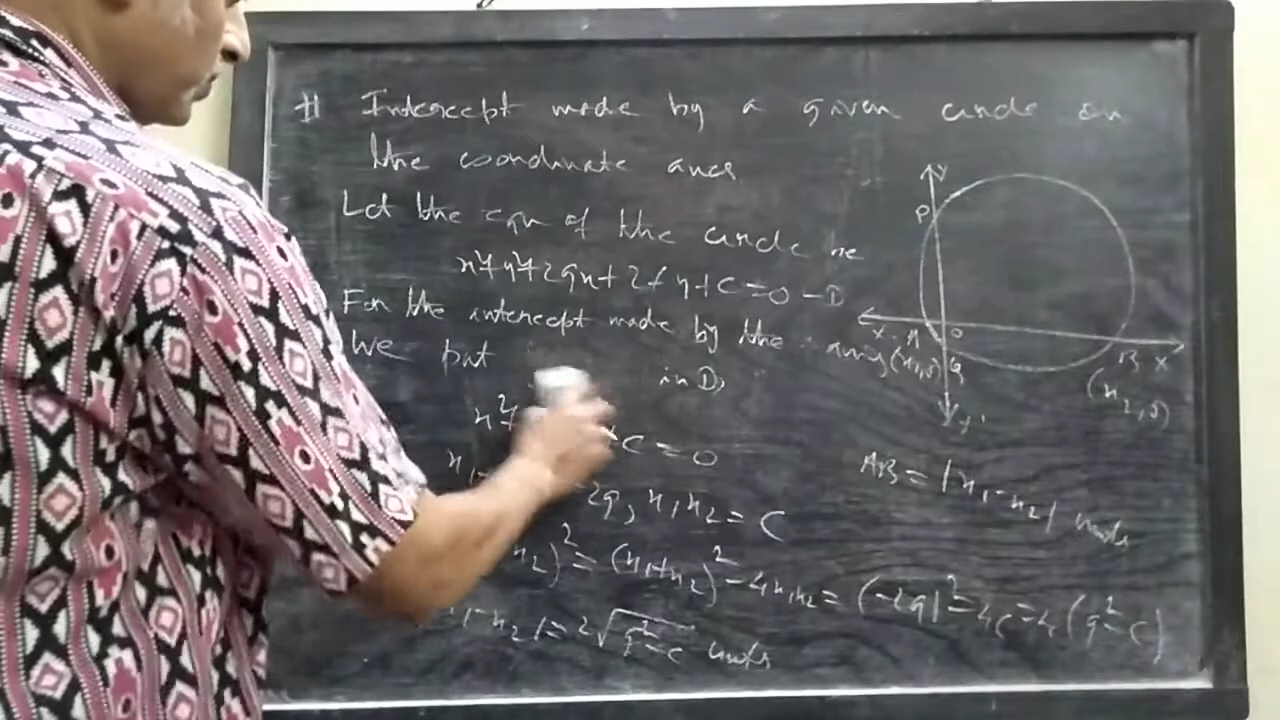 # Intercept made by a given circle on
the coordinate axes.
Let the eqn of the circle be
x²+y²+2gx+2fy+c=0 -①
For the intercept made by the axis
We put in ①,
x²+ +c=0
-2g, x₁x₂=c
x₂)²=(x₁+x₂)²-4x₁x₂=(-2g)²-4c=4(g²-c)
₁-x₂|=2√g²-c units
Y
P
X' A O B X
(x₁,0) Q (x₂,0)
Y'
AB=|x₁-x₂| units